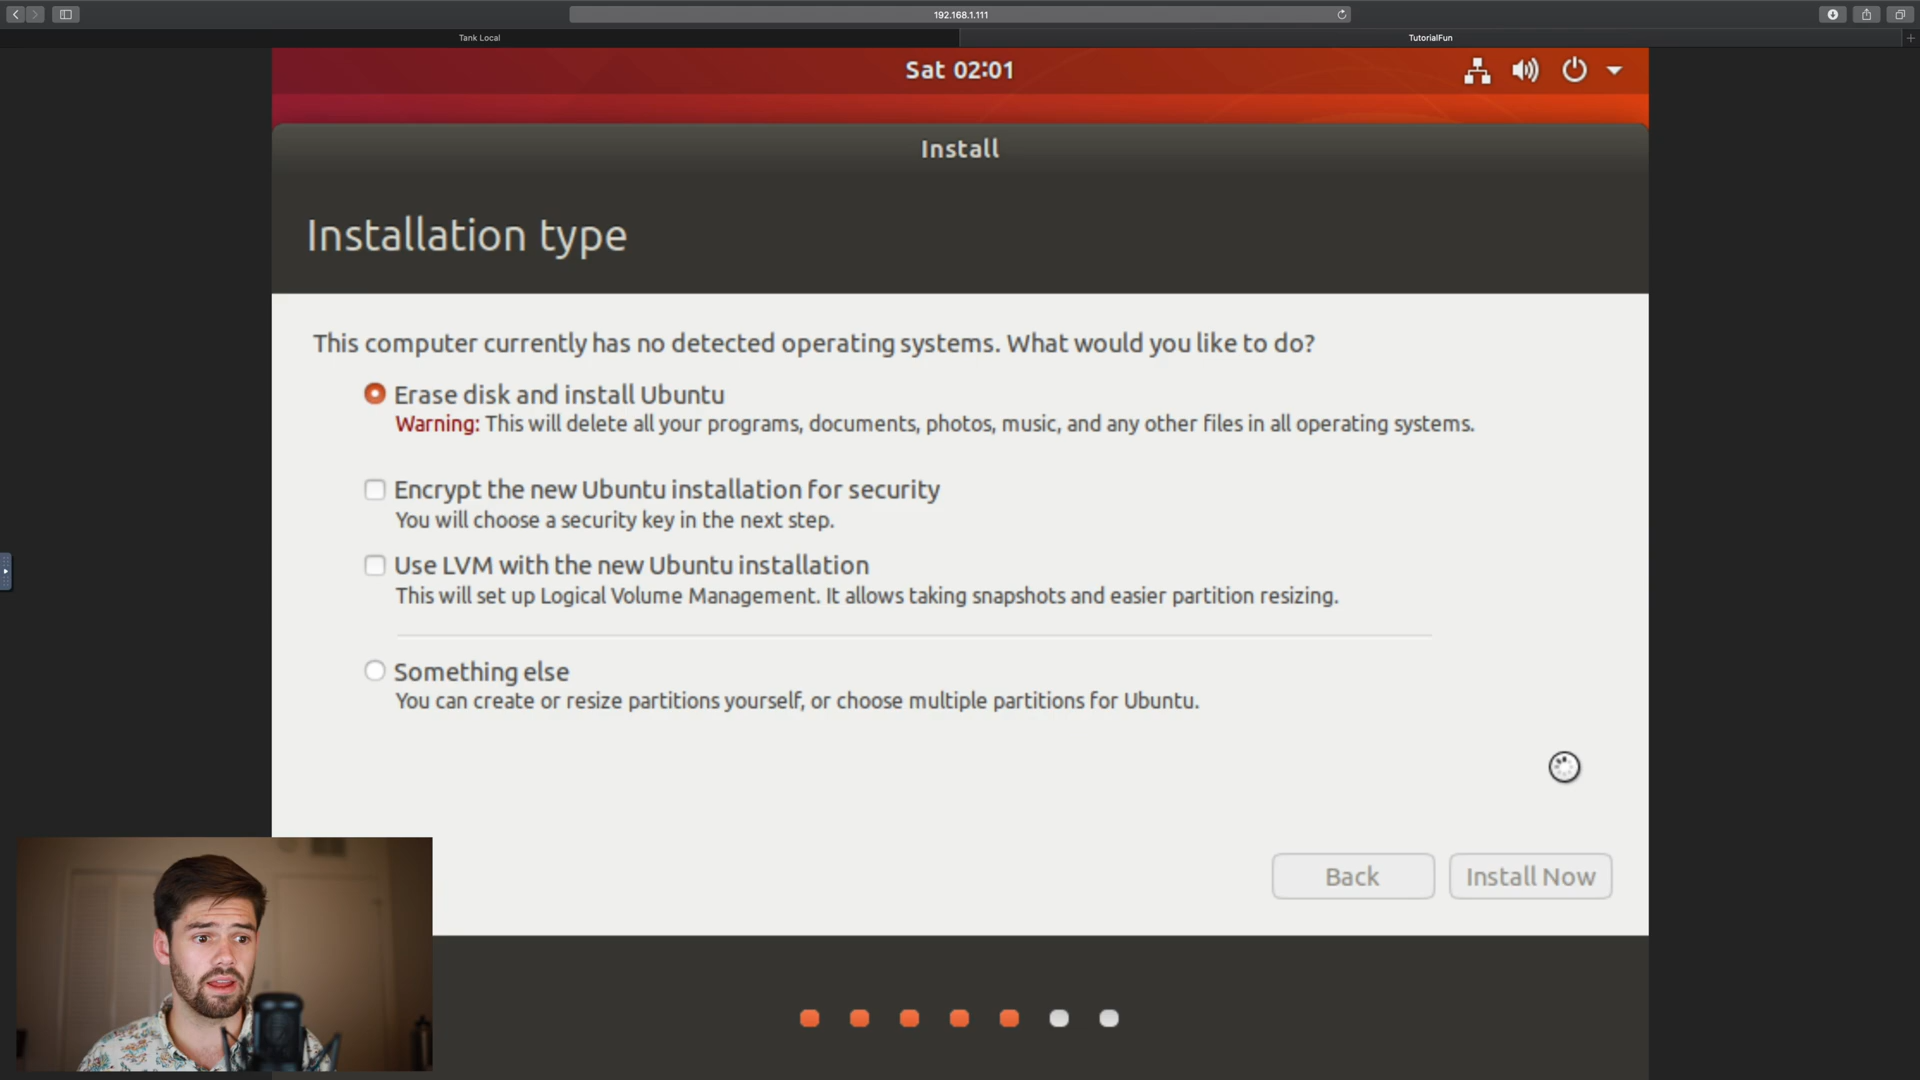 192.168.1.111
Tank Local
TutorialFun
Sat 02:01
Install
Installation type
This computer currently has no detected operating systems. What would you like to do?
Erase disk and install Ubuntu
Warning: This will delete all your programs, documents, photos, music, and any other files in all operating systems.
Encrypt the new Ubuntu installation for security
You will choose a security key in the next step.
Use LVM with the new Ubuntu installation
This will set up Logical Volume Management. It allows taking snapshots and easier partition resizing.
Something else
You can create or resize partitions yourself, or choose multiple partitions for Ubuntu.
Back
Install Now